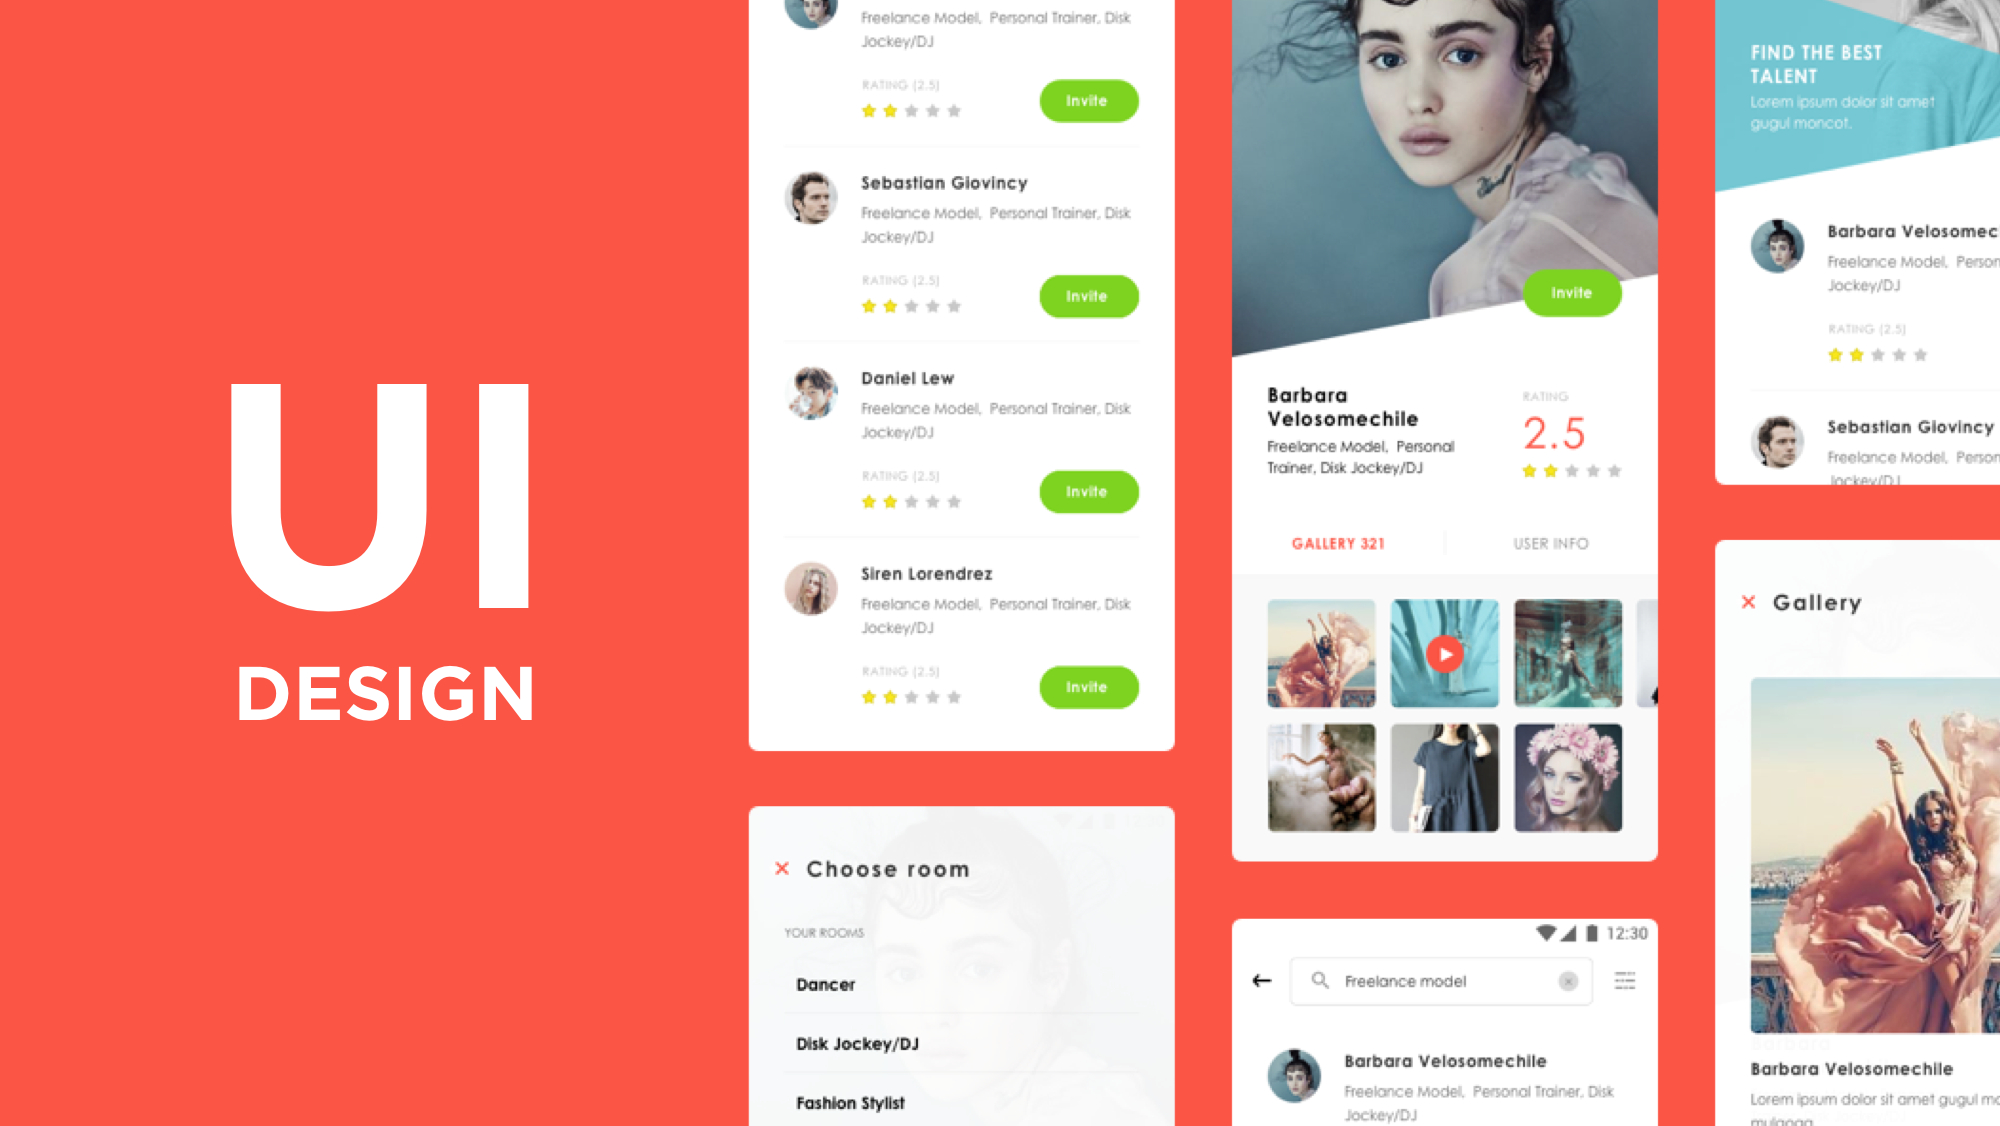 UI
DESIGN
Freelance Model, Personal Trainer, Disk
Jockey/DJ
RATING (2.5)
Invite
Sebastian Giovincy
Freelance Model, Personal Trainer, Disk
Jockey/DJ
RATING (2.5)
Invite
Daniel Lew
Freelance Model, Personal Trainer, Disk
Jockey/DJ
RATING (2.5)
Invite
Siren Lorendrez
Freelance Model, Personal Trainer, Disk
Jockey/DJ
RATING (2.5)
Invite
Choose room
YOUR ROOMS
Dancer
Disk Jockey/DJ
Fashion Stylist
Invite
Barbara
Velosomechile
Freelance Model, Personal
Trainer, Disk Jockey/DJ
RATING
2.5
GALLERY 321
USER INFO
12:30
Freelance model
Barbara Velosomechile
Freelance Model, Personal Trainer, Disk
Jockey/DJ
FIND THE BEST
TALENT
Lorem ipsum dolor sit amet
gugul moncot.
Barbara Velosomec
Freelance Model, Person
Jockey/DJ
RATING (2.5)
Sebastian Giovincy
Freelance Model, Person
Jockey/DJ
Gallery
Barbara
Barbara Velosomechile
Lorem ipsum dolor sit amet gugul mo